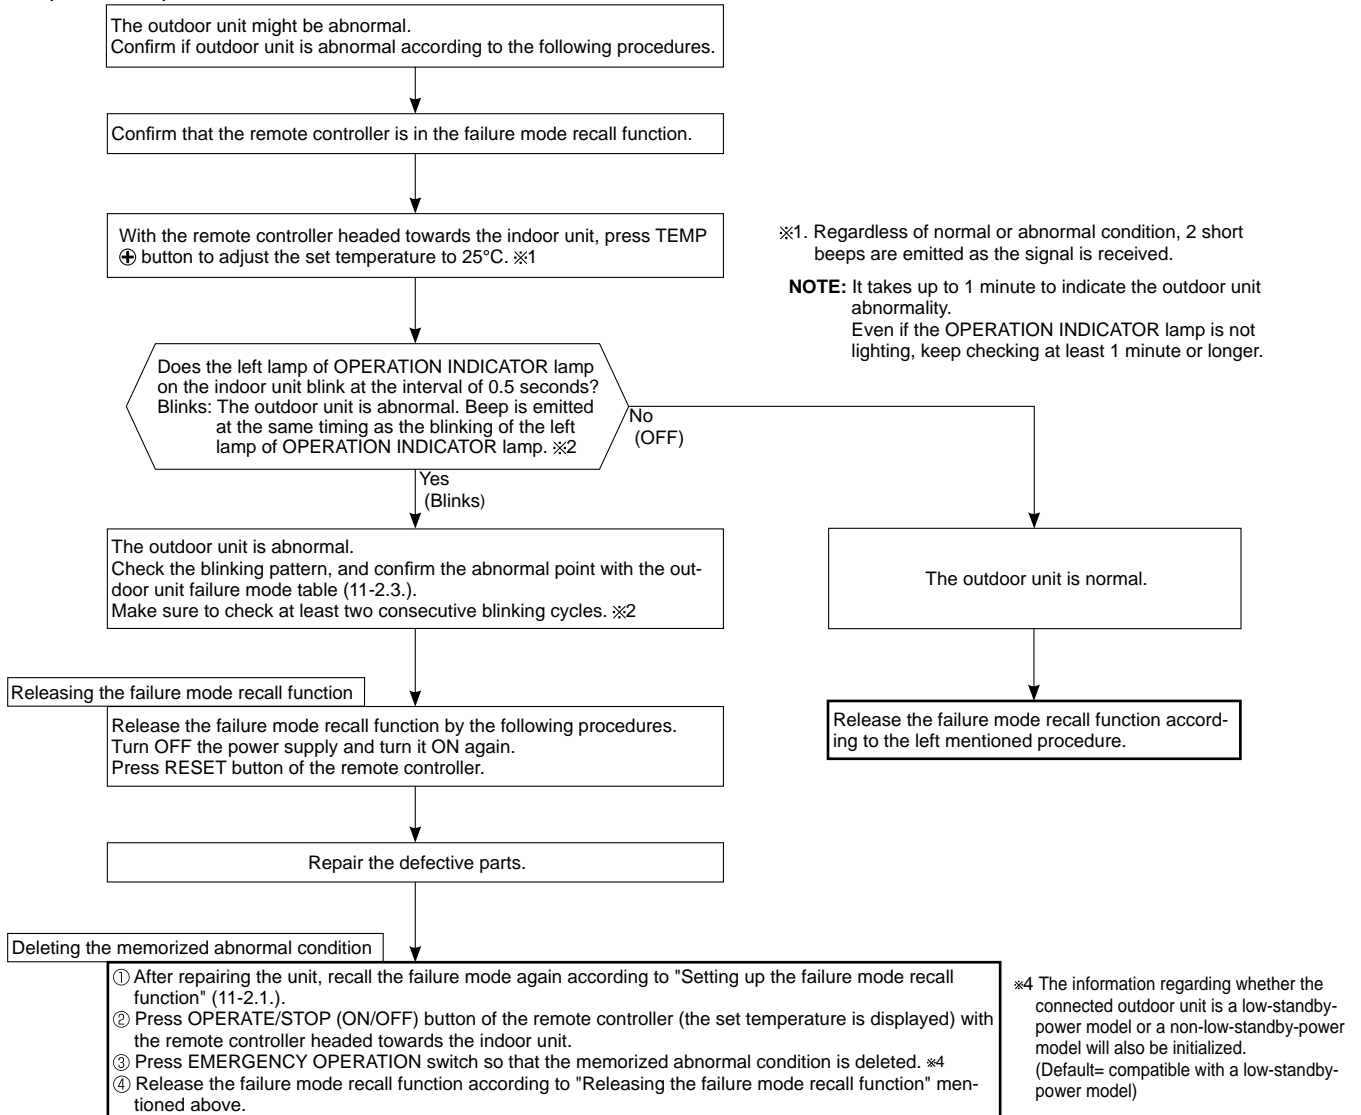 The outdoor unit might be abnormal.
Confirm if outdoor unit is abnormal according to the following procedures.
Confirm that the remote controller is in the failure mode recall function.
With the remote controller headed towards the indoor unit, press TEMP
⊕ button to adjust the set temperature to 25°C. ※1
※1. Regardless of normal or abnormal condition, 2 short
beeps are emitted as the signal is received.
NOTE: It takes up to 1 minute to indicate the outdoor unit
abnormality.
Even if the OPERATION INDICATOR lamp is not
lighting, keep checking at least 1 minute or longer.
Does the left lamp of OPERATION INDICATOR lamp
on the indoor unit blink at the interval of 0.5 seconds?
Blinks: The outdoor unit is abnormal. Beep is emitted
at the same timing as the blinking of the left
lamp of OPERATION INDICATOR lamp. ※2
No
(OFF)
Yes
(Blinks)
The outdoor unit is abnormal.
Check the blinking pattern, and confirm the abnormal point with the out-
door unit failure mode table (11-2.3.).
Make sure to check at least two consecutive blinking cycles. ※2
The outdoor unit is normal.
Releasing the failure mode recall function
Release the failure mode recall function by the following procedures.
Turn OFF the power supply and turn it ON again.
Press RESET button of the remote controller.
Release the failure mode recall function accord-
ing to the left mentioned procedure.
Repair the defective parts.
Deleting the memorized abnormal condition
① After repairing the unit, recall the failure mode again according to "Setting up the failure mode recall
function" (11-2.1.).
② Press OPERATE/STOP (ON/OFF) button of the remote controller (the set temperature is displayed) with
the remote controller headed towards the indoor unit.
③ Press EMERGENCY OPERATION switch so that the memorized abnormal condition is deleted. ※4
④ Release the failure mode recall function according to "Releasing the failure mode recall function" men-
tioned above.
※4 The information regarding whether the
connected outdoor unit is a low-standby-
power model or a non-low-standby-power
model will also be initialized.
(Default= compatible with a low-standby-
power model)